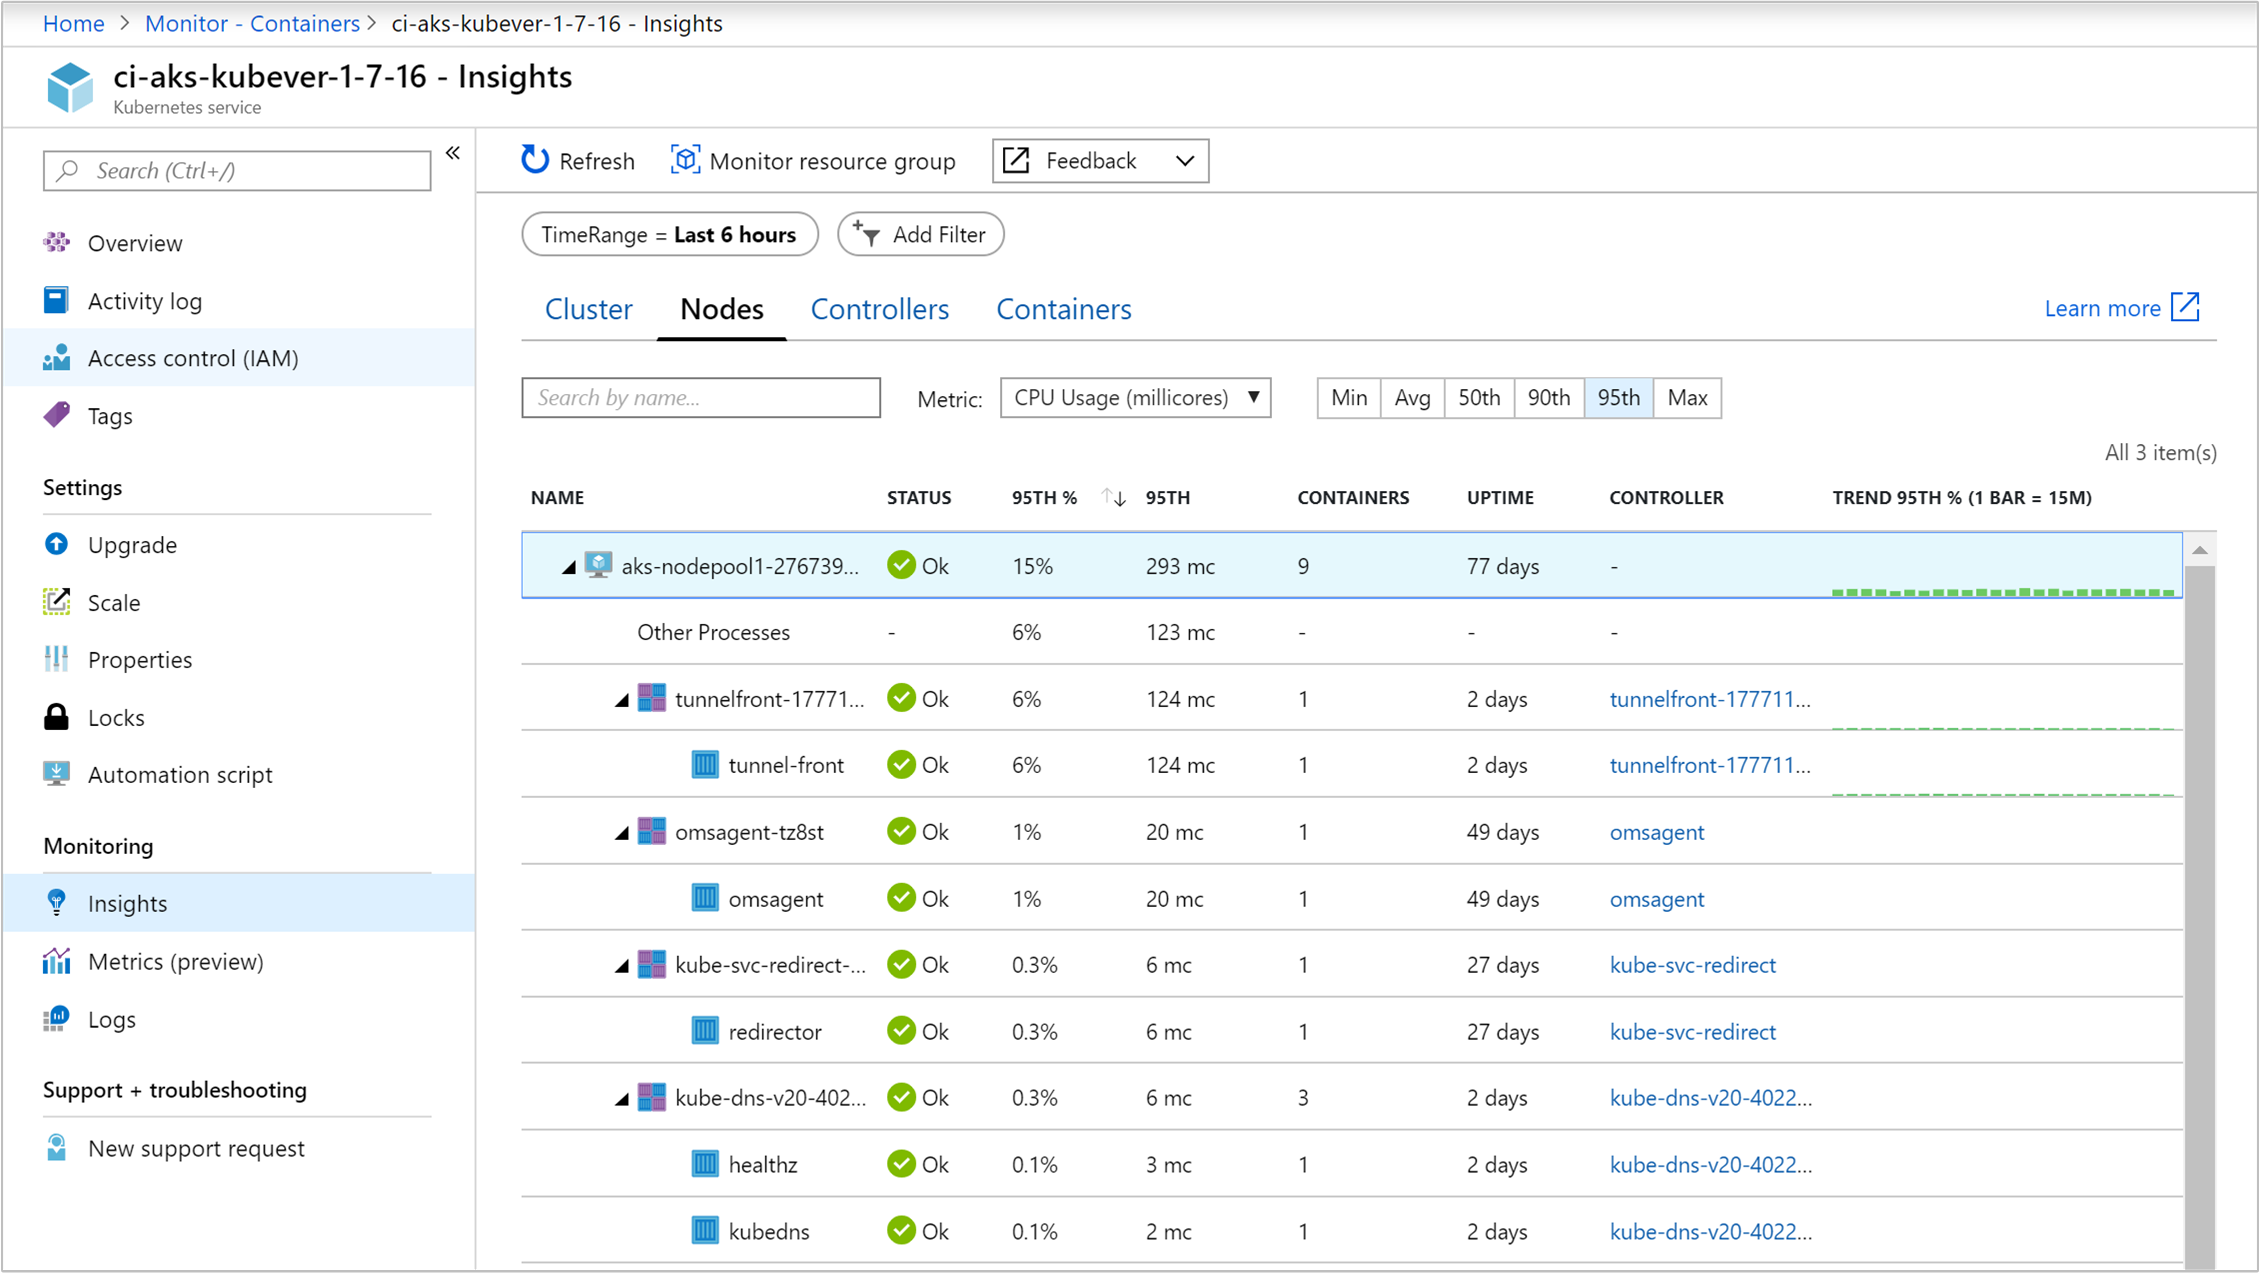 Home > Monitor - Containers > ci-aks-kubever-1-7-16 - Insights
ci-aks-kubever-1-7-16 - Insights
Kubernetes service
Search (Ctrl+/)
«
Overview
Activity log
Access control (IAM)
Tags
Settings
Upgrade
Scale
Properties
Locks
Automation script
Monitoring
Insights
Metrics (preview)
Logs
Support + troubleshooting
New support request
Refresh Monitor resource group Feedback
TimeRange = Last 6 hours Add Filter
Cluster Nodes Controllers Containers Learn more
Search by name... Metric: CPU Usage (millicores) Min Avg 50th 90th 95th Max
All 3 item(s)
NAME STATUS 95TH % 95TH CONTAINERS UPTIME CONTROLLER TREND 95TH % (1 BAR = 15M)
aks-nodepool1-276739... Ok 15% 293 mc 9 77 days -
Other Processes - 6% 123 mc - - -
tunnelfront-17771... Ok 6% 124 mc 1 2 days tunnelfront-177711...
tunnel-front Ok 6% 124 mc 1 2 days tunnelfront-177711...
omsagent-tz8st Ok 1% 20 mc 1 49 days omsagent
omsagent Ok 1% 20 mc 1 49 days omsagent
kube-svc-redirect-... Ok 0.3% 6 mc 1 27 days kube-svc-redirect
redirector Ok 0.3% 6 mc 1 27 days kube-svc-redirect
kube-dns-v20-402... Ok 0.3% 6 mc 3 2 days kube-dns-v20-4022...
healthz Ok 0.1% 3 mc 1 2 days kube-dns-v20-4022...
kubedns Ok 0.1% 2 mc 1 2 days kube-dns-v20-4022...